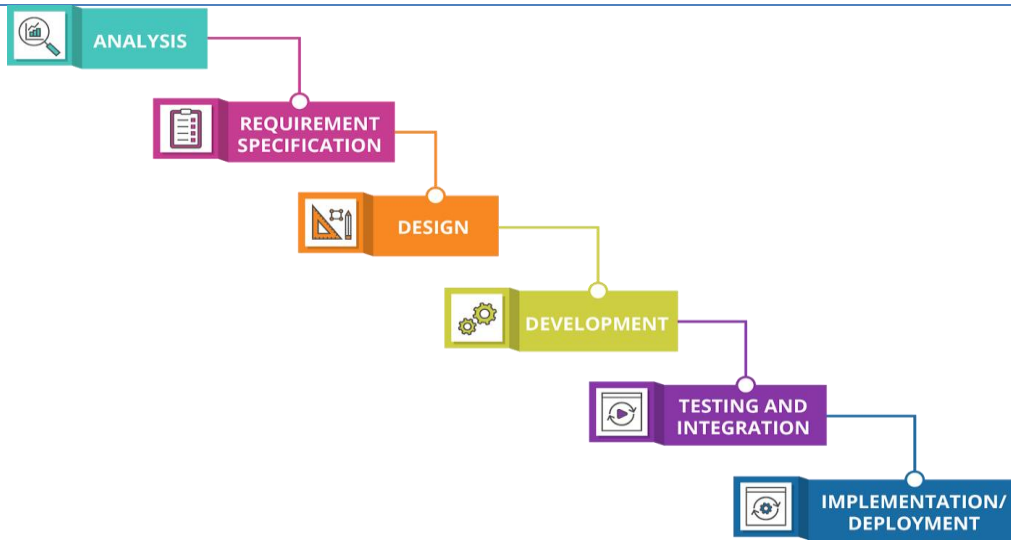 ANALYSIS
REQUIREMENT
SPECIFICATION
DESIGN
DEVELOPMENT
TESTING AND
INTEGRATION
IMPLEMENTATION/
DEPLOYMENT